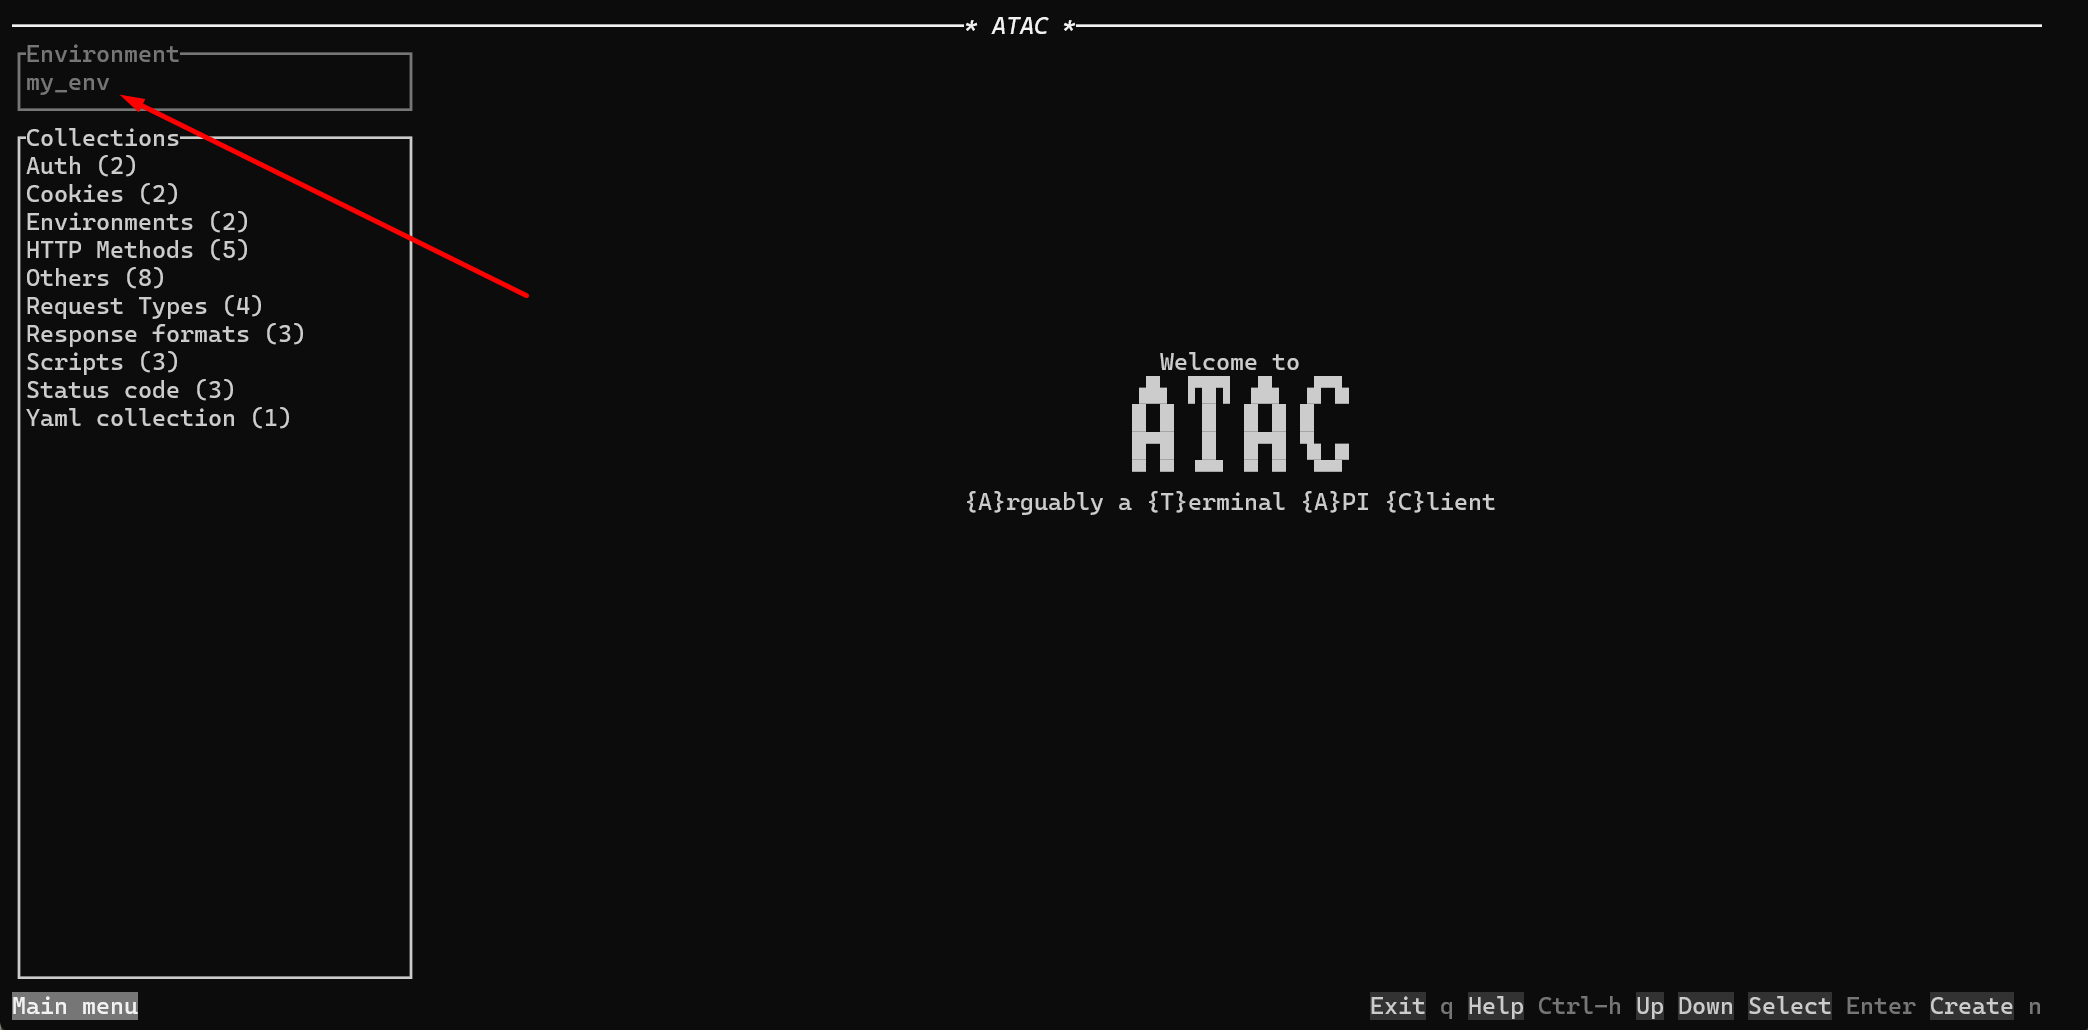 * ATAC *
Environment
my_env
Collections
Auth (2)
Cookies (2)
Environments (2)
HTTP Methods (5)
Others (8)
Request Types (4)
Response formats (3)
Scripts (3)
Status code (3)
Yaml collection (1)
Welcome to
ATAC
{A}rguably a {T}erminal {A}PI {C}lient
Main menu Exit q Help Ctrl-h Up Down Select Enter Create n